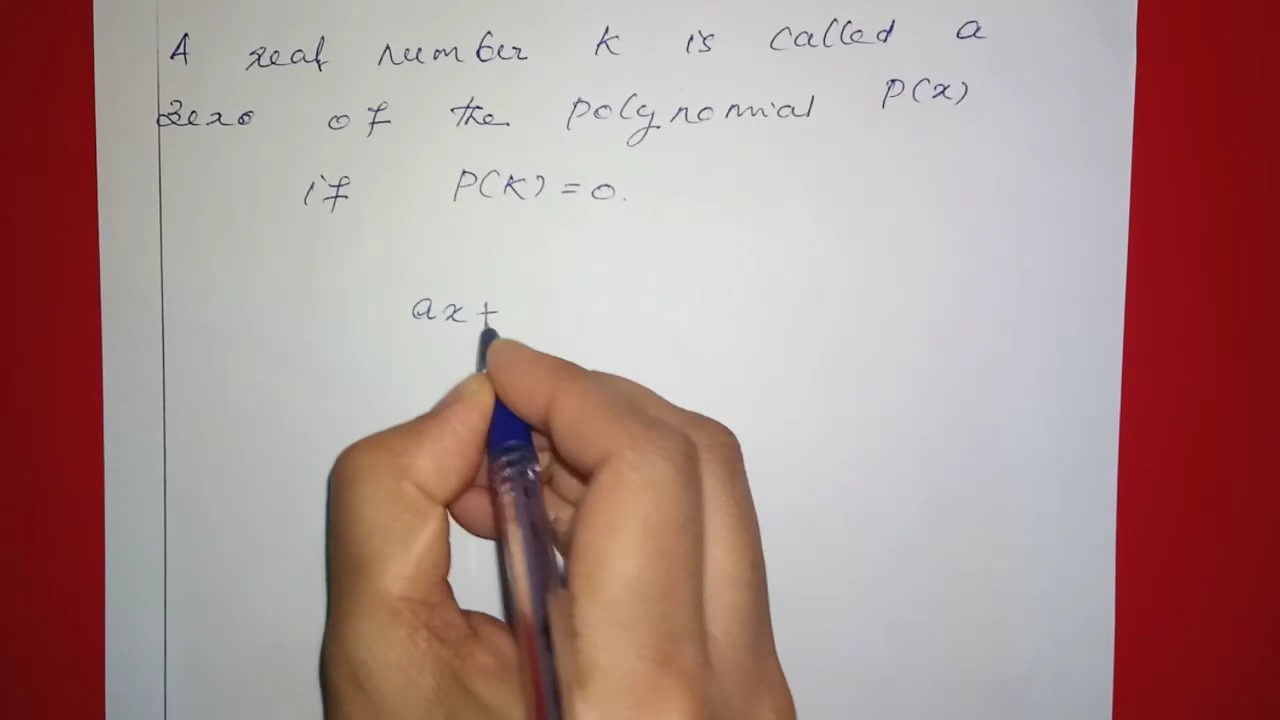 A real number k is called a
zero of the polynomial P(x)
if P(k) = 0.
ax +